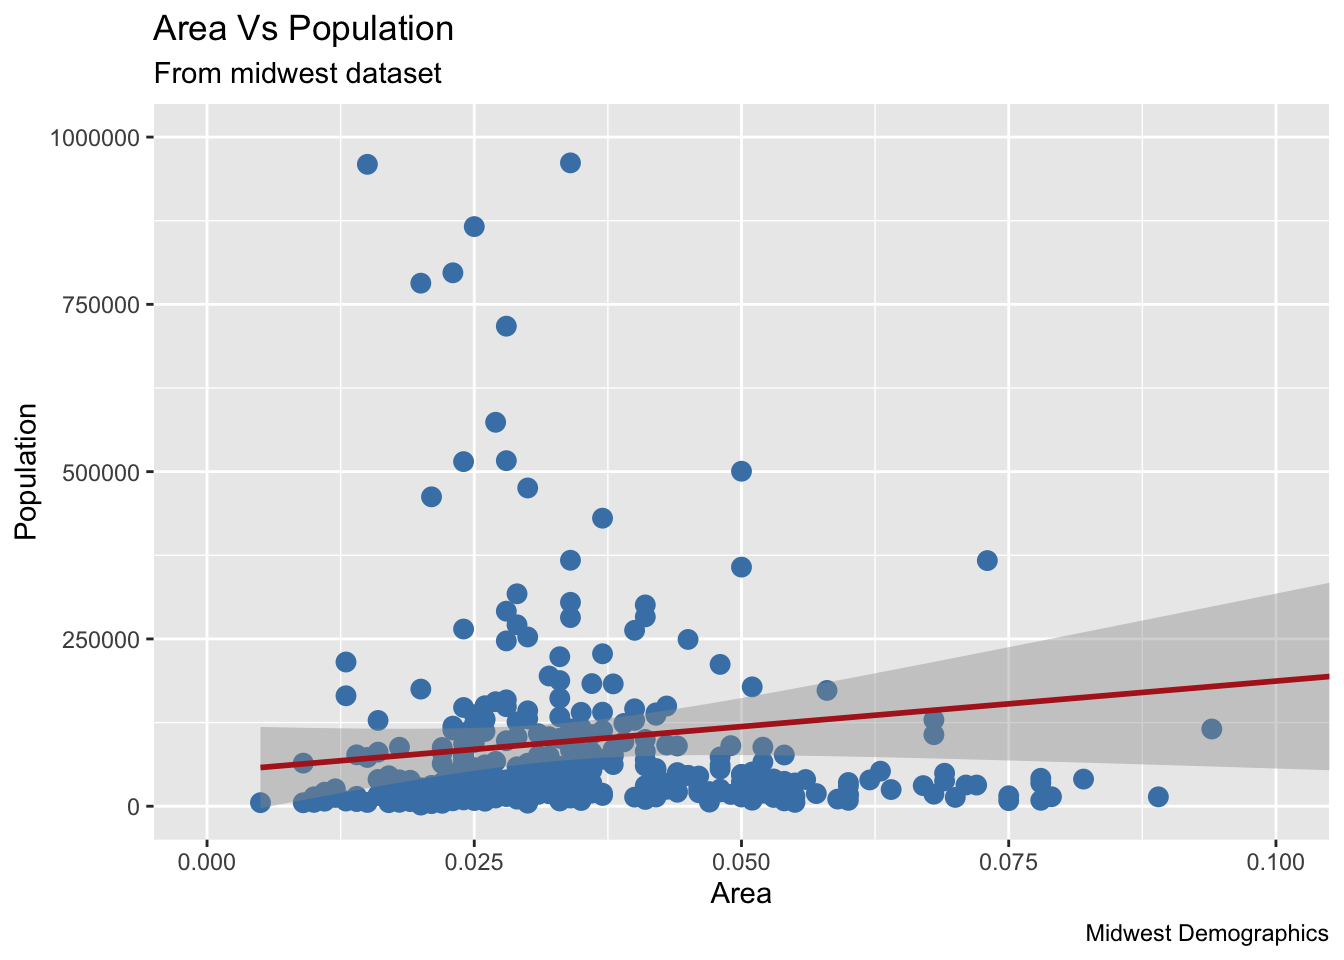 Area Vs Population
From midwest dataset
1000000
750000
500000
250000
0
Population
0.000 0.025 0.050 0.075 0.100
Area
Midwest Demographics